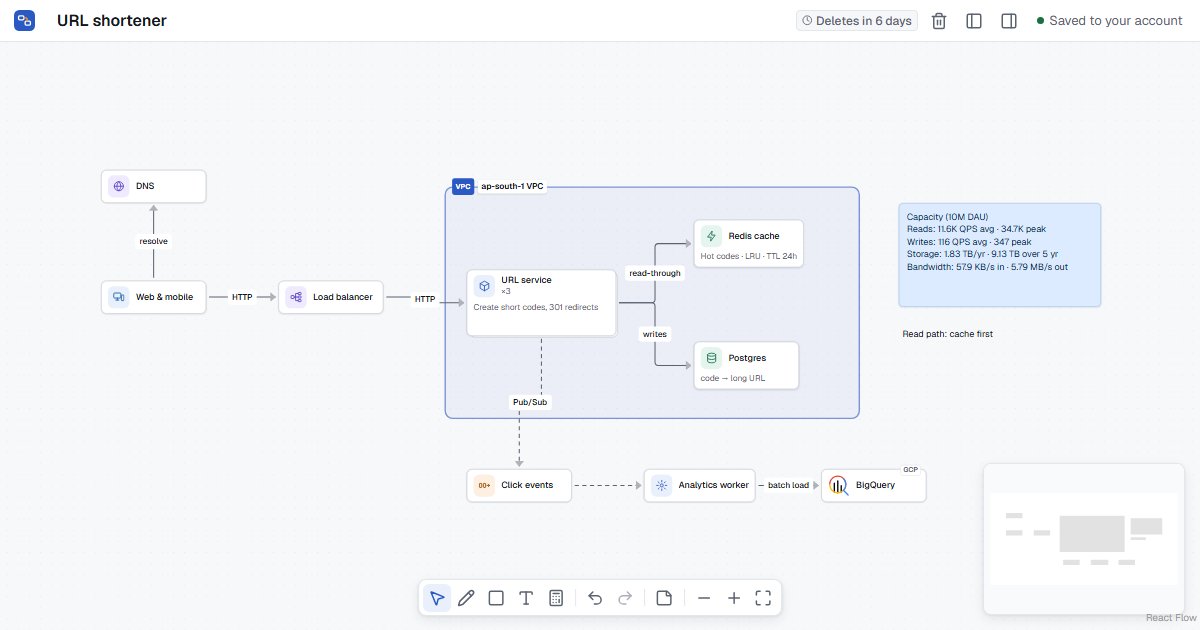 URL shortener
Deletes in 6 days
Saved to your account
DNS
resolve
Web & mobile
HTTP
Load balancer
HTTP
VPC
ap-south-1 VPC
URL service
×3
Create short codes, 301 redirects
read-through
Redis cache
Hot codes · LRU · TTL 24h
writes
Postgres
code → long URL
Pub/Sub
Click events
Analytics worker
batch load
GCP
BigQuery
Capacity (10M DAU)
Reads: 11.6K QPS avg · 34.7K peak
Writes: 116 QPS avg · 347 peak
Storage: 1.83 TB/yr · 9.13 TB over 5 yr
Bandwidth: 57.9 KB/s in · 5.79 MB/s out
Read path: cache first
React Flow